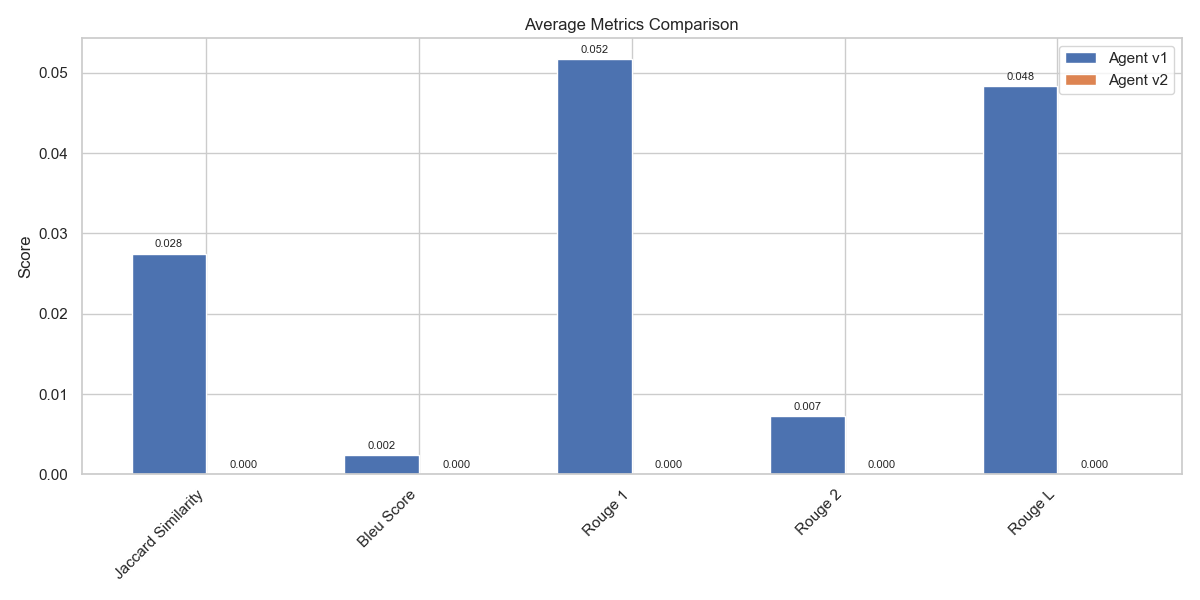 Average Metrics Comparison
Agent v1
Agent v2
Score
0.05
0.04
0.03
0.02
0.01
0.00
0.028
0.000
0.002
0.000
0.052
0.000
0.007
0.000
0.048
0.000
Jaccard Similarity
Bleu Score
Rouge 1
Rouge 2
Rouge L